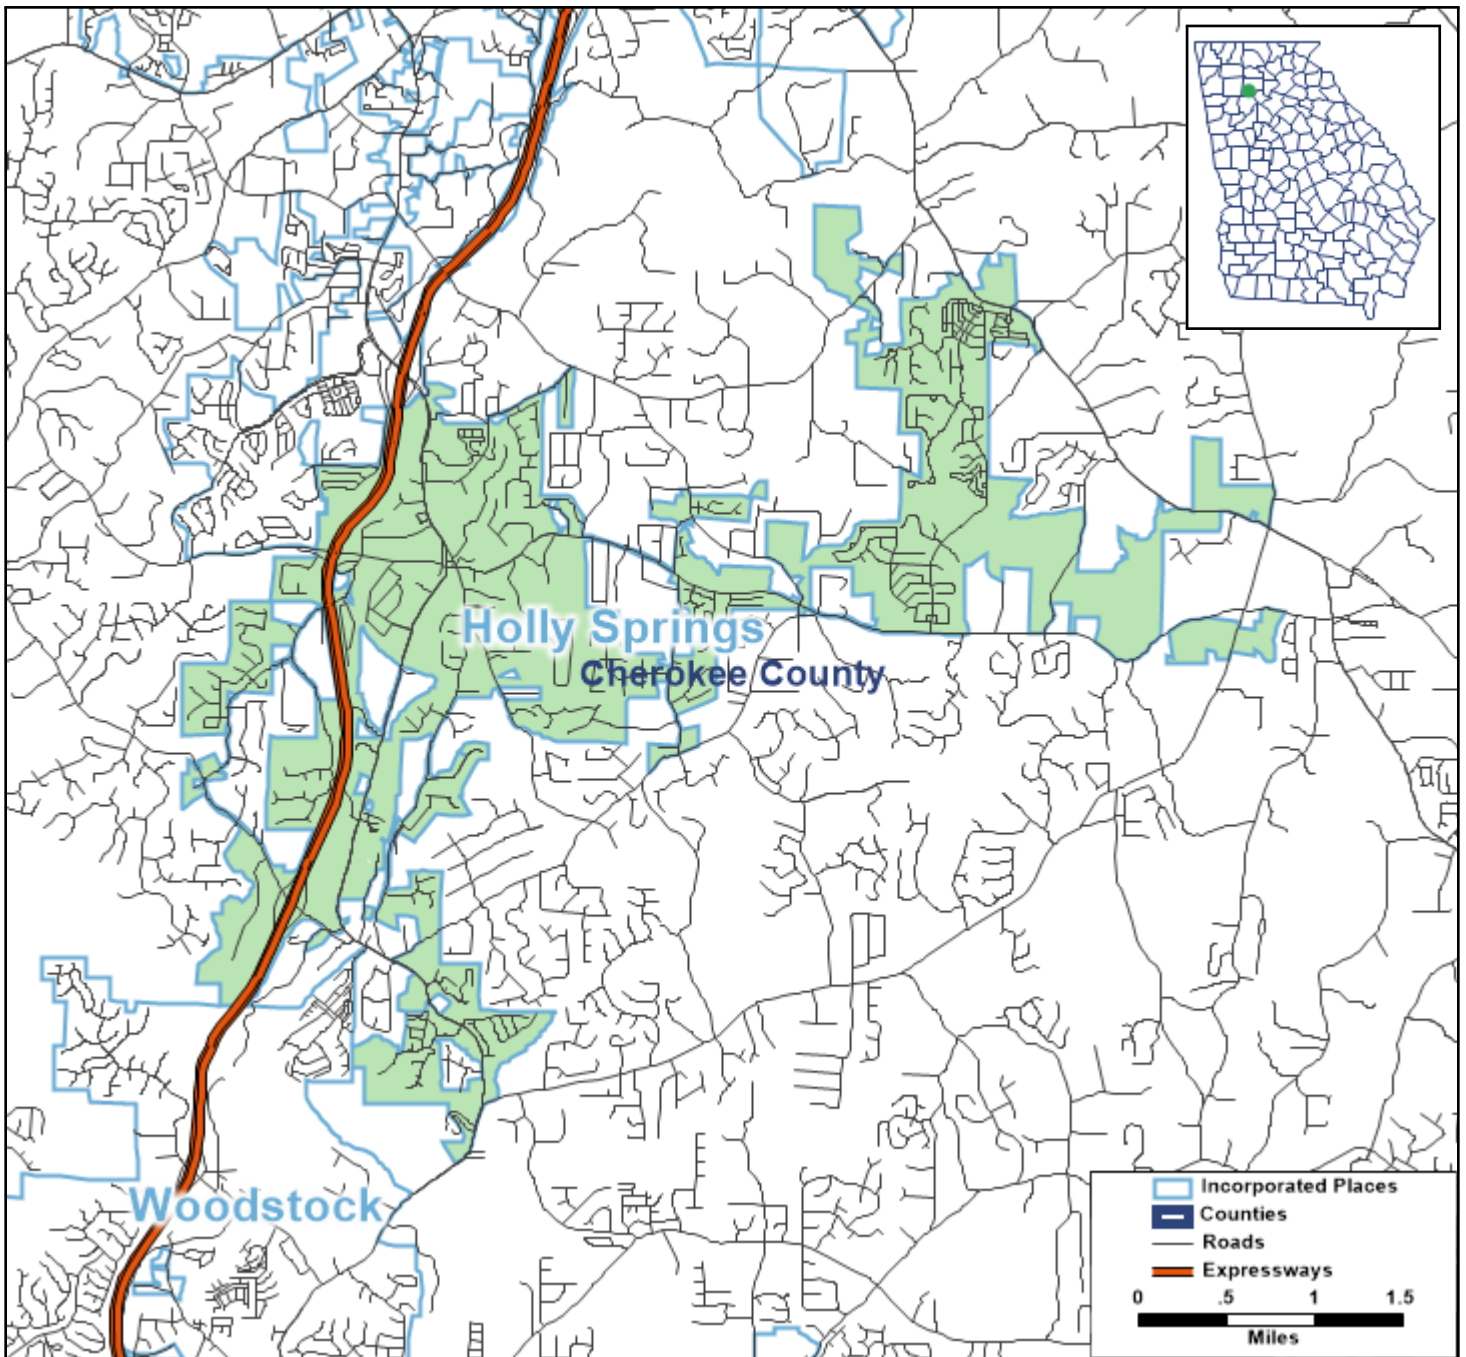 Holly Springs
Cherokee County
Woodstock
Incorporated Places
Counties
Roads
Expressways
0 .5 1 1.5
Miles